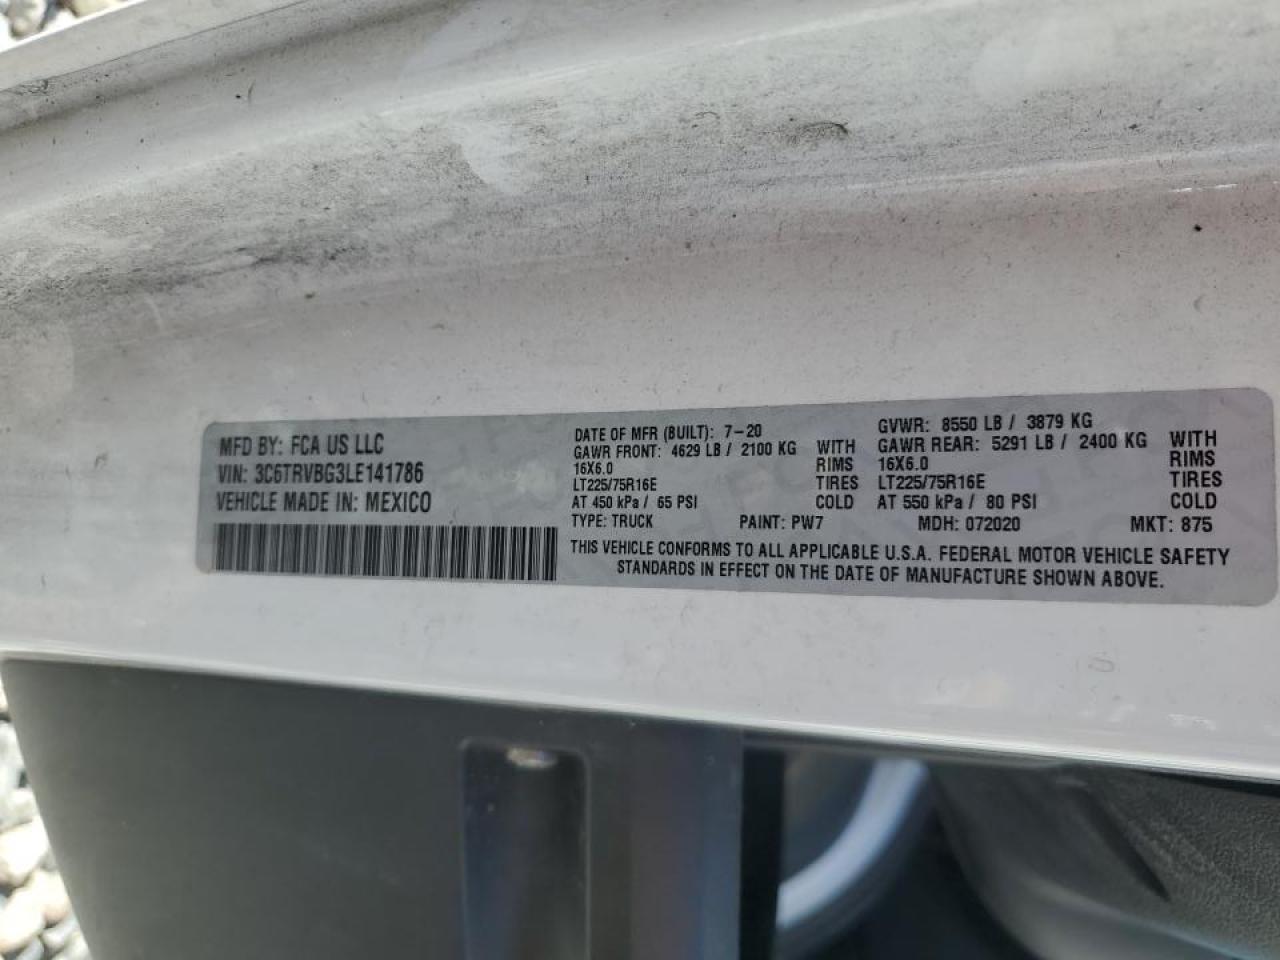 MFD BY: FCA US LLC
VIN: 3C6TRVBG3LE141786
VEHICLE MADE IN: MEXICO
DATE OF MFR (BUILT): 7-20
GVWR: 8550 LB / 3879 KG
GAWR FRONT: 4629 LB / 2100 KG WITH
16X6.0 RIMS
LT225/75R16E TIRES
AT 450 kPa / 65 PSI COLD
GAWR REAR: 5291 LB / 2400 KG WITH
16X6.0 RIMS
LT225/75R16E TIRES
AT 550 kPa / 80 PSI COLD
TYPE: TRUCK PAINT: PW7 MDH: 072020 MKT: 875
THIS VEHICLE CONFORMS TO ALL APPLICABLE U.S.A. FEDERAL MOTOR VEHICLE SAFETY
STANDARDS IN EFFECT ON THE DATE OF MANUFACTURE SHOWN ABOVE.